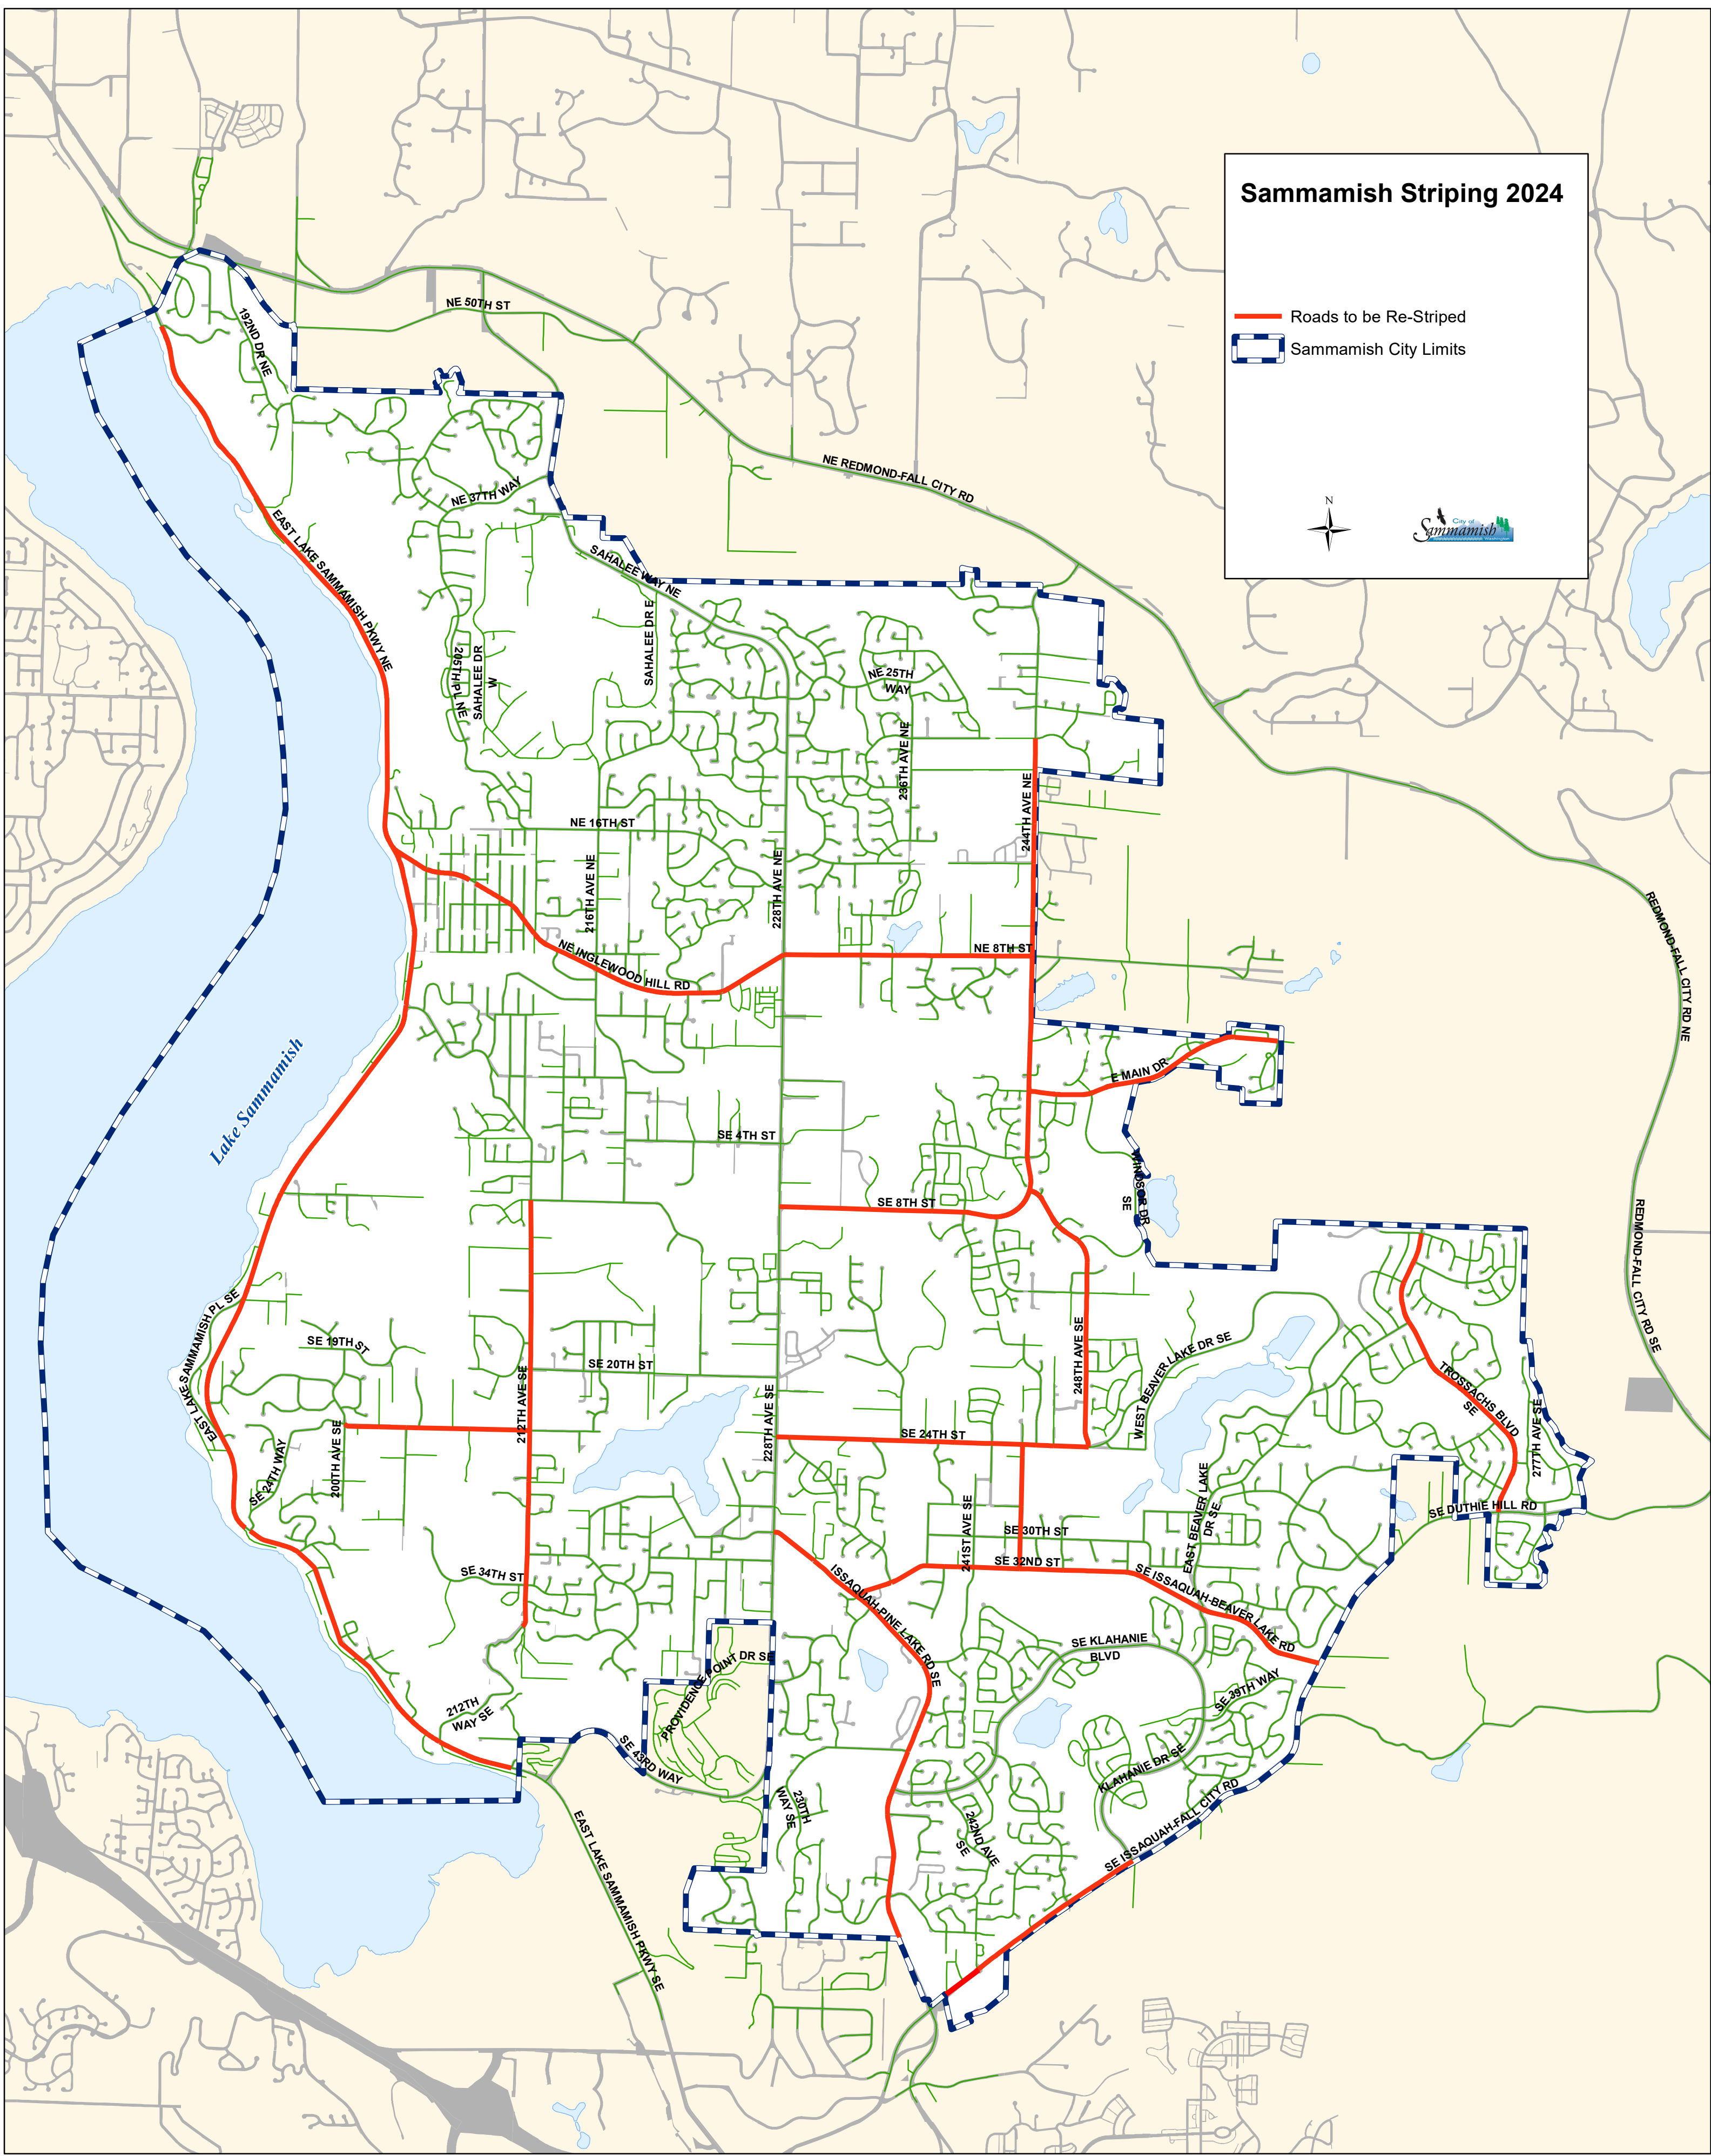 Sammamish Striping 2024
Roads to be Re-Striped
Sammamish City Limits
N
City of
Sammamish
Washington
NE 50TH ST
192ND DR NE
NE REDMOND-FALL CITY RD
NE 37TH WAY
EAST LAKE SAMMAMISH PKWY NE
SAHALEE WAY NE
SAHALEE DR E
205TH PL NE
SAHALEE DR
W
NE 25TH
WAY
236TH AVE NE
244TH AVE NE
NE 16TH ST
216TH AVE NE
228TH AVE NE
REDMOND-FALL CITY RD NE
NE INGLEWOOD HILL RD
NE 8TH ST
Lake Sammamish
E MAIN DR
SE 4TH ST
WINDSOR DR
SE
SE 8TH ST
REDMOND-FALL CITY RD SE
EAST LAKE SAMMAMISH PL SE
SE 19TH ST
SE 20TH ST
212TH AVE SE
228TH AVE SE
248TH AVE SE
WEST BEAVER LAKE DR SE
TROSSACHS BLVD
SE
277TH AVE SE
SE 24TH WAY
200TH AVE SE
SE 24TH ST
EAST BEAVER LAKE
DR SE
SE DUTHIE HILL RD
241ST AVE SE
SE 30TH ST
SE 32ND ST
SE 34TH ST
ISSAQUAH-PINE LAKE RD SE
SE ISSAQUAH-BEAVER LAKE RD
SE KLAHANIE
BLVD
PROVIDENCE POINT DR SE
SE 39TH WAY
212TH
WAY SE
SE 43RD WAY
KLAHANIE DR SE
230TH
WAY SE
242ND AVE
SE
SE ISSAQUAH-FALL CITY RD
EAST LAKE SAMMAMISH PKWY SE